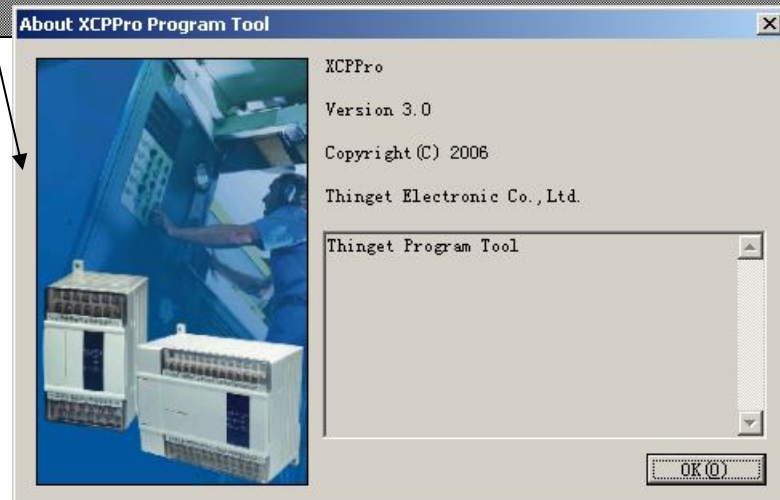 About XCPPro Program Tool
XCPPro
Version 3.0
Copyright(C) 2006
Thinget Electronic Co.,Ltd.
Thinget Program Tool
OK(O)